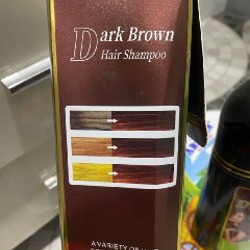 Dark Brown
Hair Shampoo
A VARIETY OF